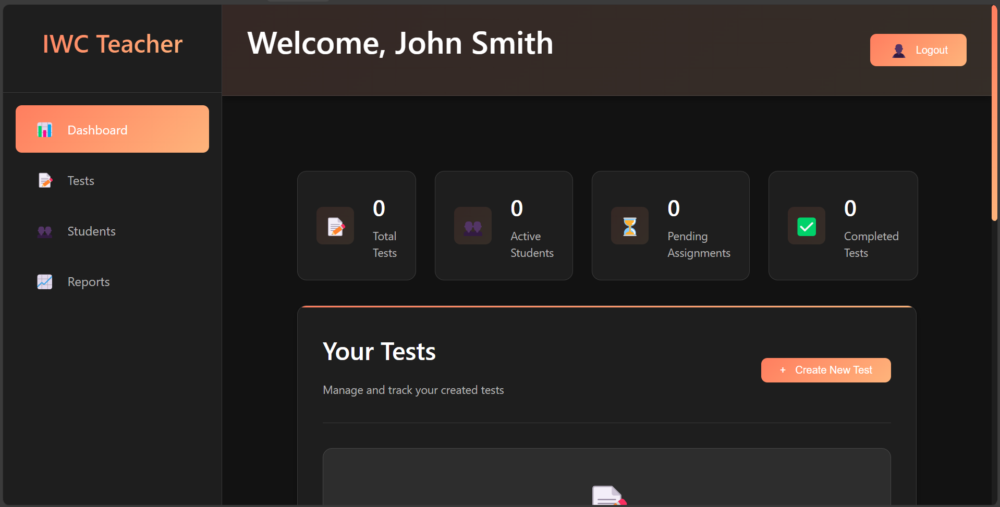 IWC Teacher
Welcome, John Smith
Logout
Dashboard
Tests
Students
Reports
0
Total
Tests
0
Active
Students
0
Pending
Assignments
0
Completed
Tests
Your Tests
+ Create New Test
Manage and track your created tests